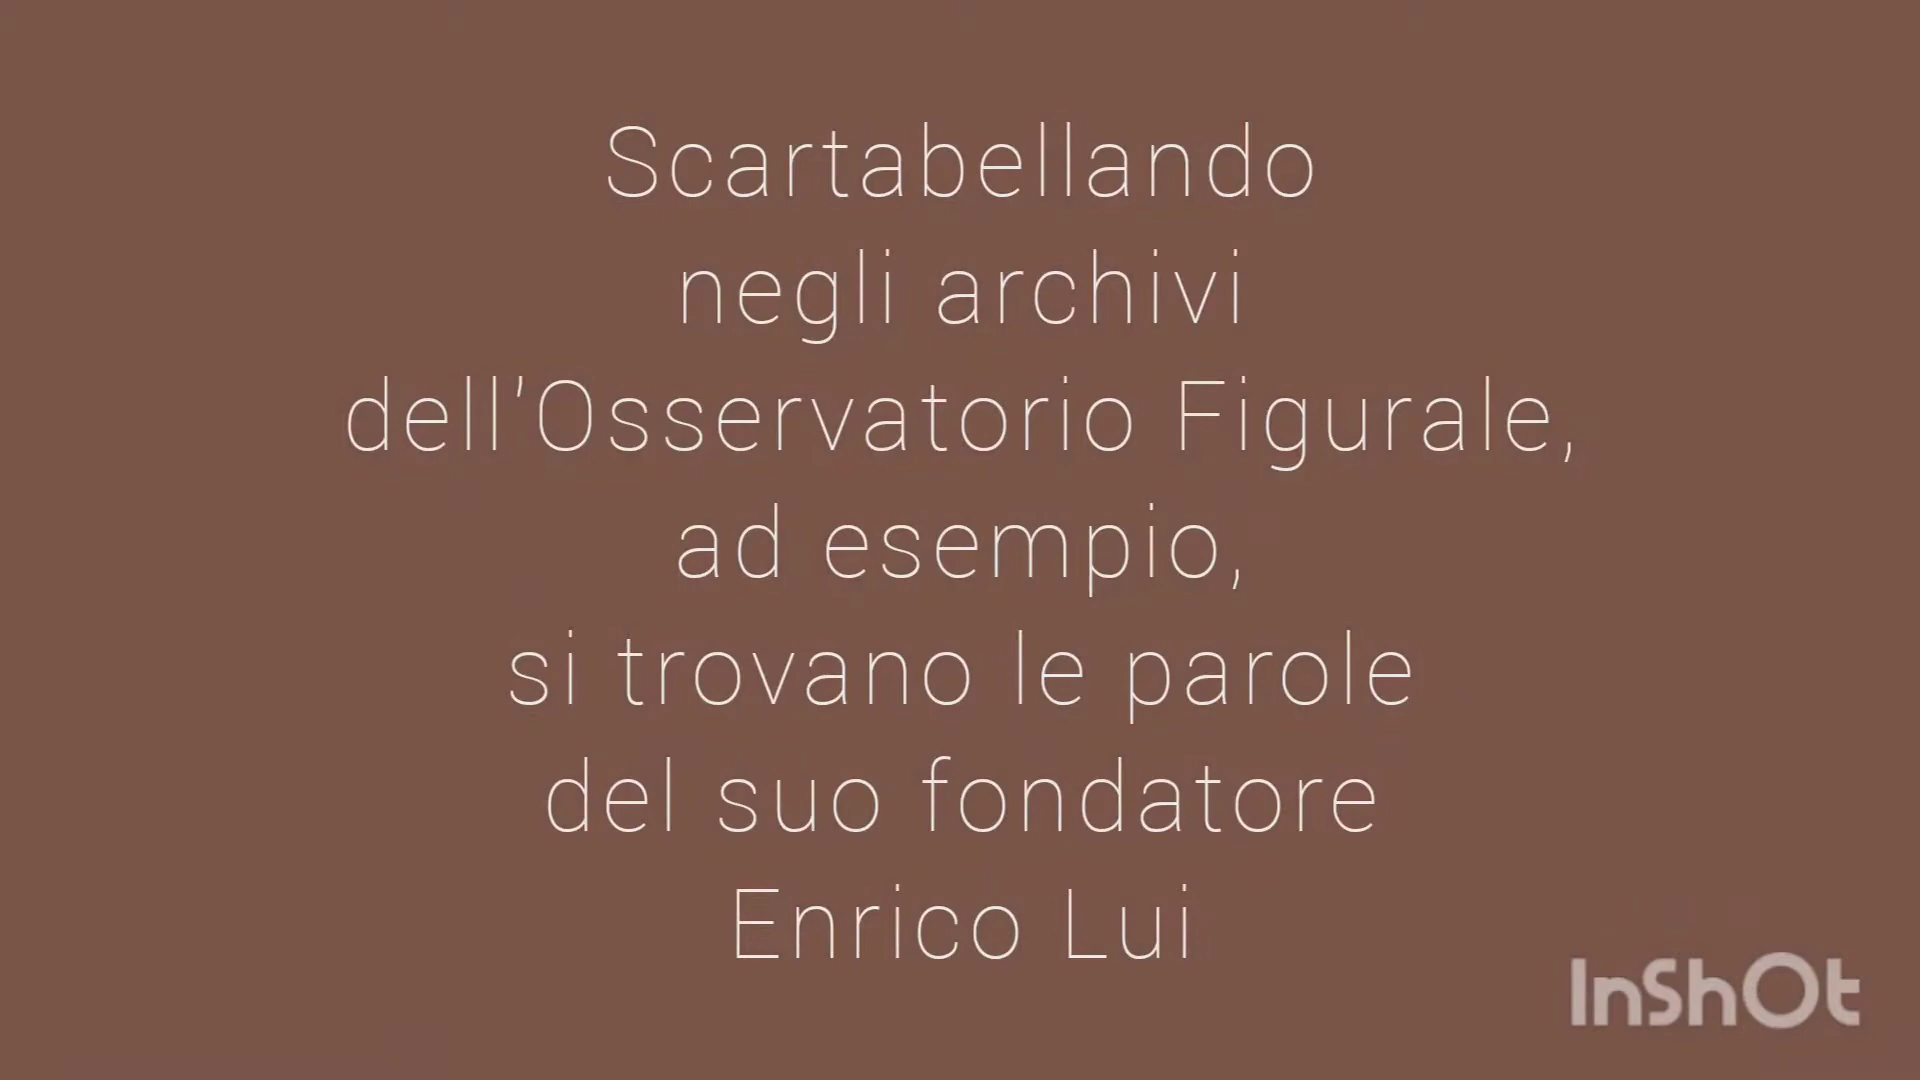 Scartabellando
negli archivi
dell'Osservatorio Figurale,
ad esempio,
si trovano le parole
del suo fondatore
Enrico Lui
InShOt